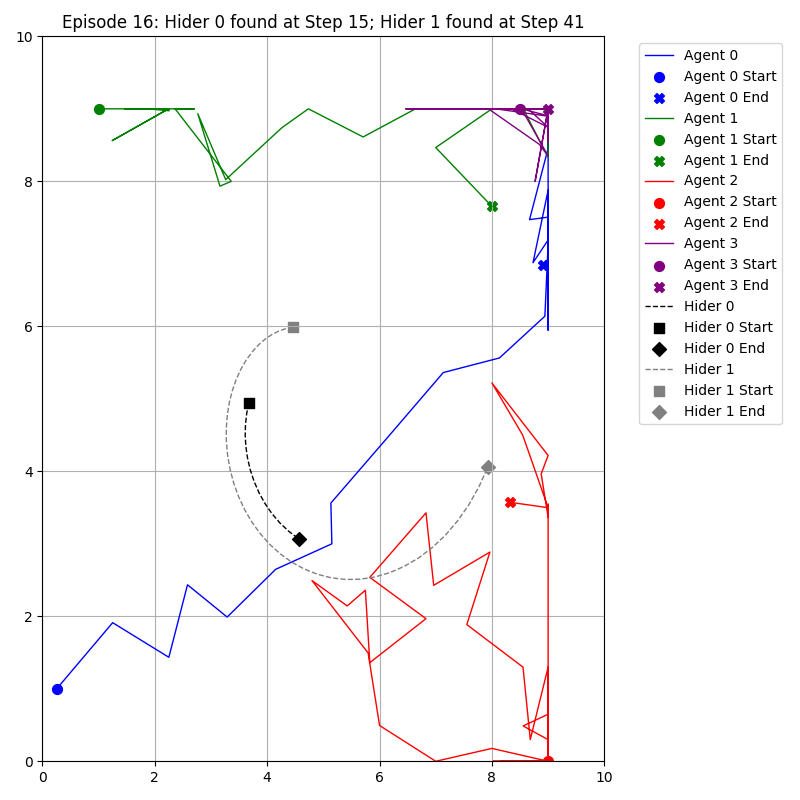 Episode 16: Hider 0 found at Step 15; Hider 1 found at Step 41
10
8
6
4
2
0
0
2
4
6
8
10
Agent 0
Agent 0 Start
Agent 0 End
Agent 1
Agent 1 Start
Agent 1 End
Agent 2
Agent 2 Start
Agent 2 End
Agent 3
Agent 3 Start
Agent 3 End
Hider 0
Hider 0 Start
Hider 0 End
Hider 1
Hider 1 Start
Hider 1 End